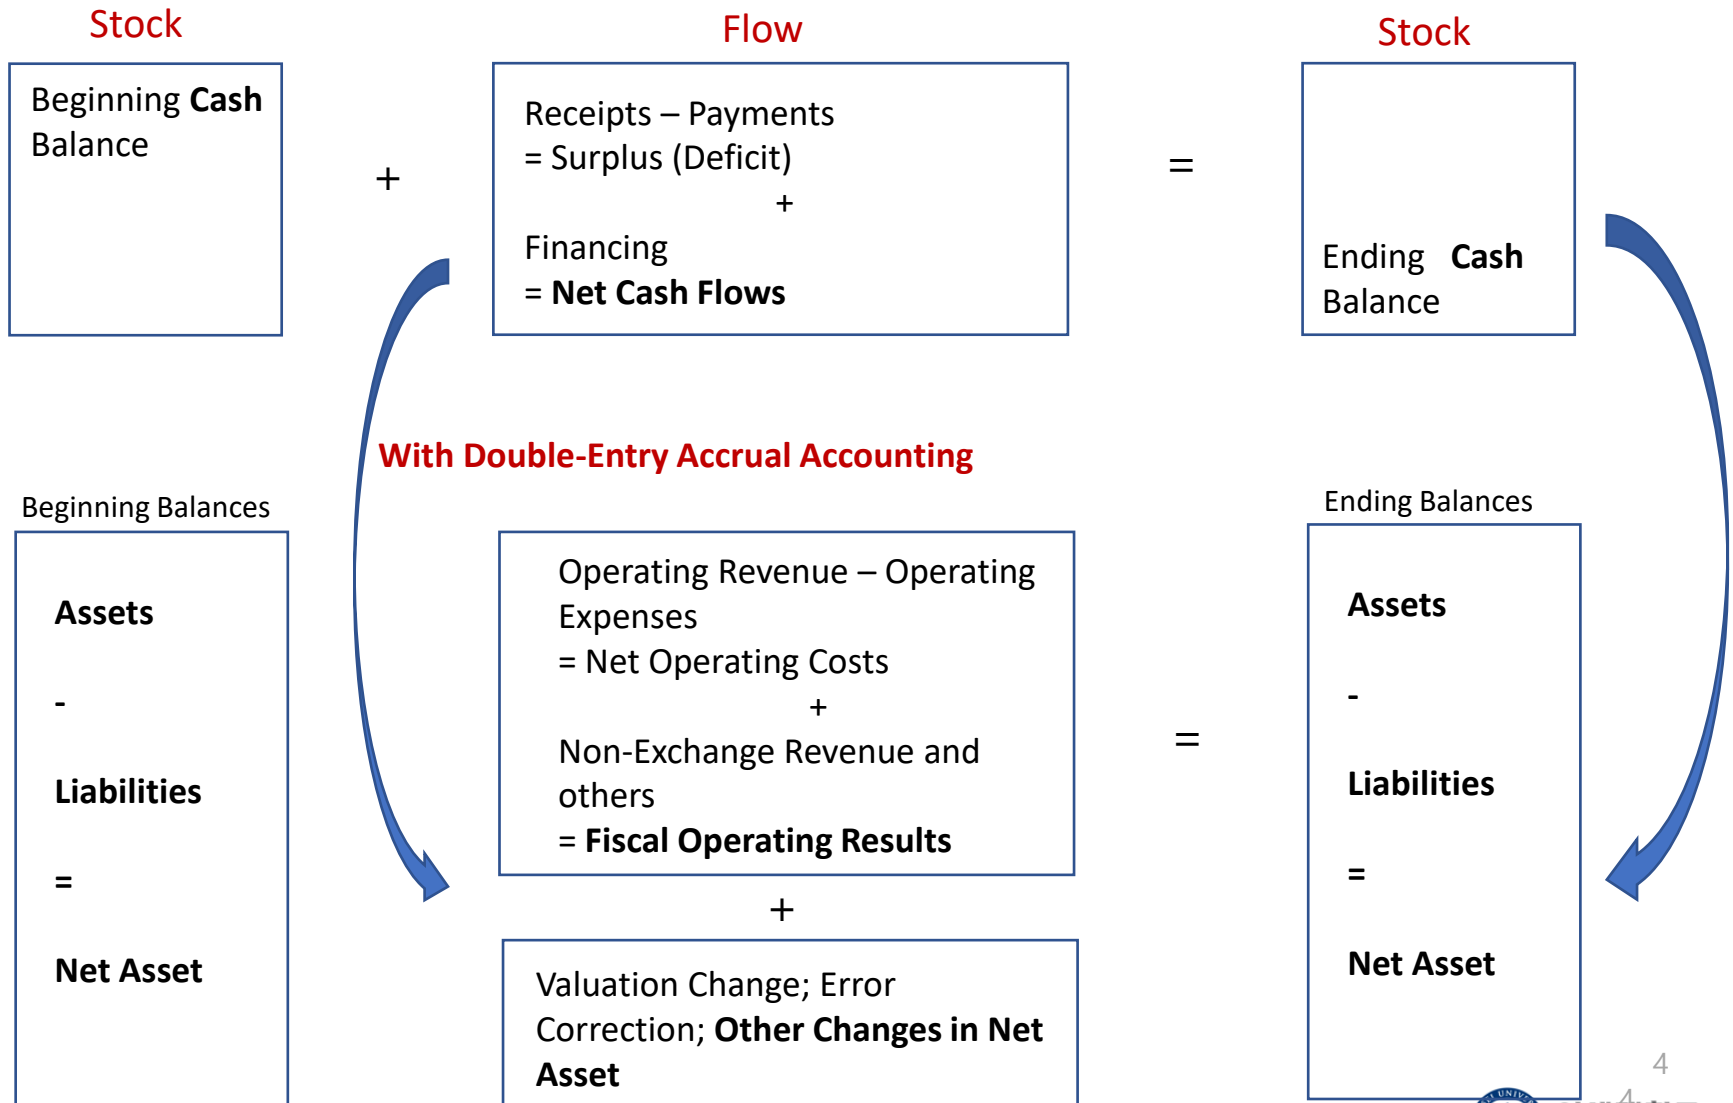 Stock
Flow
Stock
Beginning Cash
Balance
+
Receipts – Payments
= Surplus (Deficit)
+
Financing
= Net Cash Flows
=
Ending Cash
Balance
With Double-Entry Accrual Accounting
Beginning Balances
Assets
-
Liabilities
=
Net Asset
Operating Revenue – Operating
Expenses
= Net Operating Costs
+
Non-Exchange Revenue and
others
= Fiscal Operating Results
+
Valuation Change; Error
Correction; Other Changes in Net
Asset
=
Ending Balances
Assets
-
Liabilities
=
Net Asset
4
4